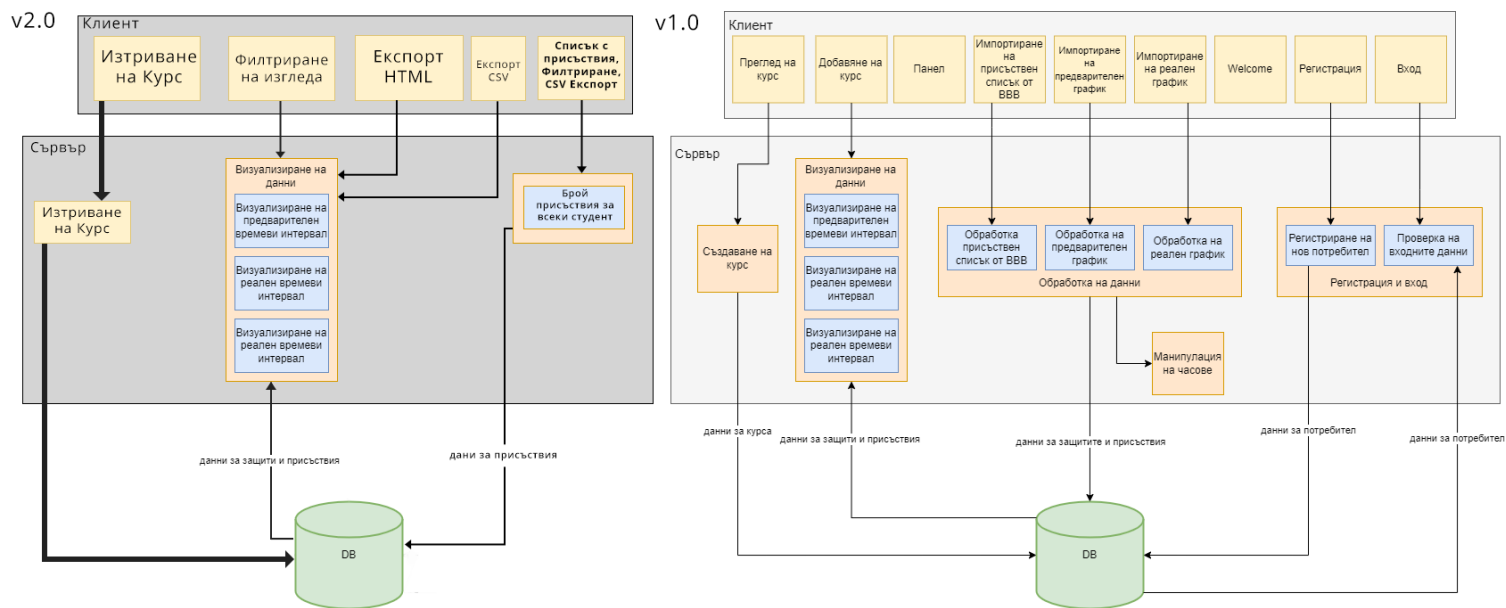 v2.0
Клиент
Изтриване
на Курс
Филтриране
на изгледа
Експорт
HTML
Експорт
CSV
Списък с
присъствия,
Филтриране,
CSV Експорт
Сървър
Изтриване
на Курс
Визуализиране на
данни
Визуализиране на
предварителен
времеви интервал
Визуализиране на
реален времеви
интервал
Визуализиране на
реален времеви
интервал
Брой
присъствия за
всеки студент
данни за защити и присъствия
дани за присъствия
DB
v1.0
Клиент
Преглед на
курс
Добавяне на
курс
Панел
Импортиране
на
присъствен
списък от
BBB
Импортиране
на
предварителен
график
Импортиране
на реален
график
Welcome
Регистрация
Вход
Сървър
Създаване на
курс
Визуализиране на
данни
Визуализиране на
предварителен
времеви интервал
Визуализиране на
реален времеви
интервал
Визуализиране на
реален времеви
интервал
Обработка
присъствен
списък от BBB
Обработка на
предварителен
график
Обработка на
реален график
Обработка на данни
Регистриране на
нов потребител
Проверка на
входните данни
Регистрация и вход
Манипулация
на часове
данни за курса
данни за защити и присъствия
данни за защитите и присъствия
данни за потребител
данни за потребител
DB